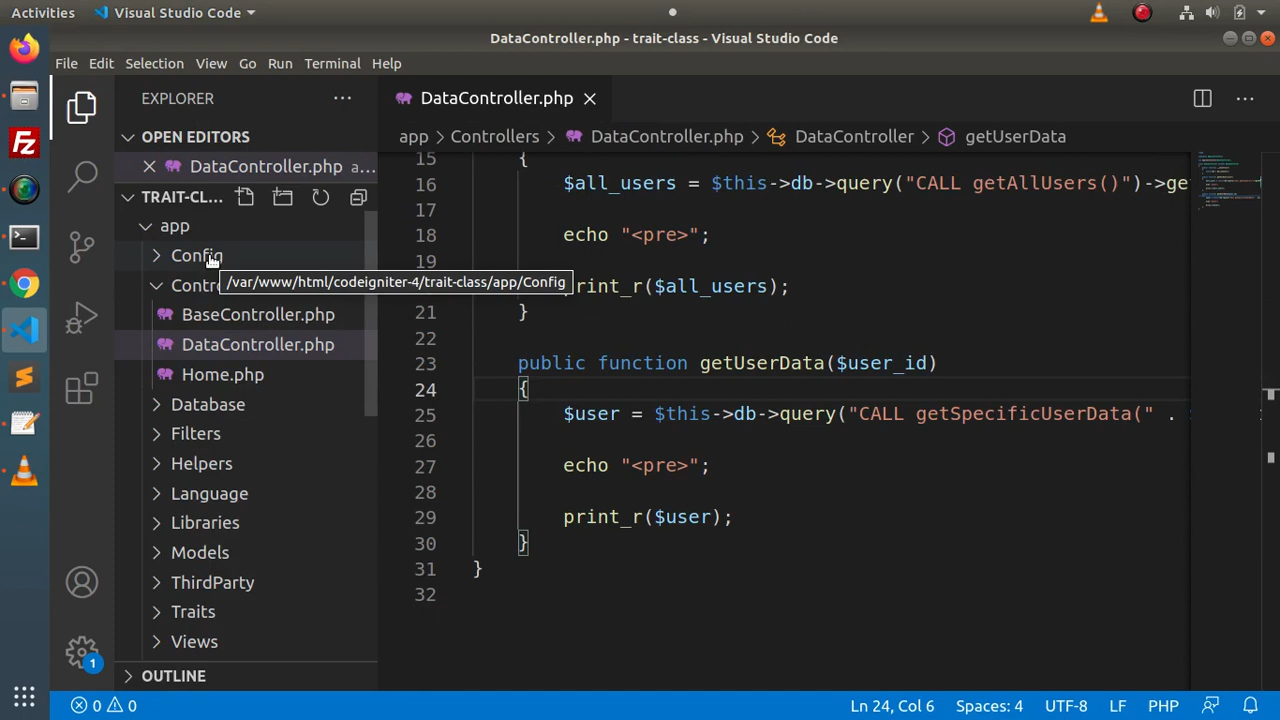 Activities Visual Studio Code
DataController.php - trait-class - Visual Studio Code
File Edit Selection View Go Run Terminal Help
EXPLORER
OPEN EDITORS
DataController.php a...
TRAIT-CL...
app
Config
/var/www/html/codeigniter-4/trait-class/app/Config
BaseController.php
DataController.php
Home.php
Database
Filters
Helpers
Language
Libraries
Models
ThirdParty
Traits
Views
OUTLINE
DataController.php
app > Controllers > DataController.php > DataController > getUserData
15 {
16 $all_users = $this->db->query("CALL getAllUsers()")->ge
17
18 echo "<pre>";
19
print_r($all_users);
21 }
22
23 public function getUserData($user_id)
24 {
25 $user = $this->db->query("CALL getSpecificUserData(" .
26
27 echo "<pre>";
28
29 print_r($user);
30 }
31 }
32
1
0 0 Ln 24, Col 6 Spaces: 4 UTF-8 LF PHP